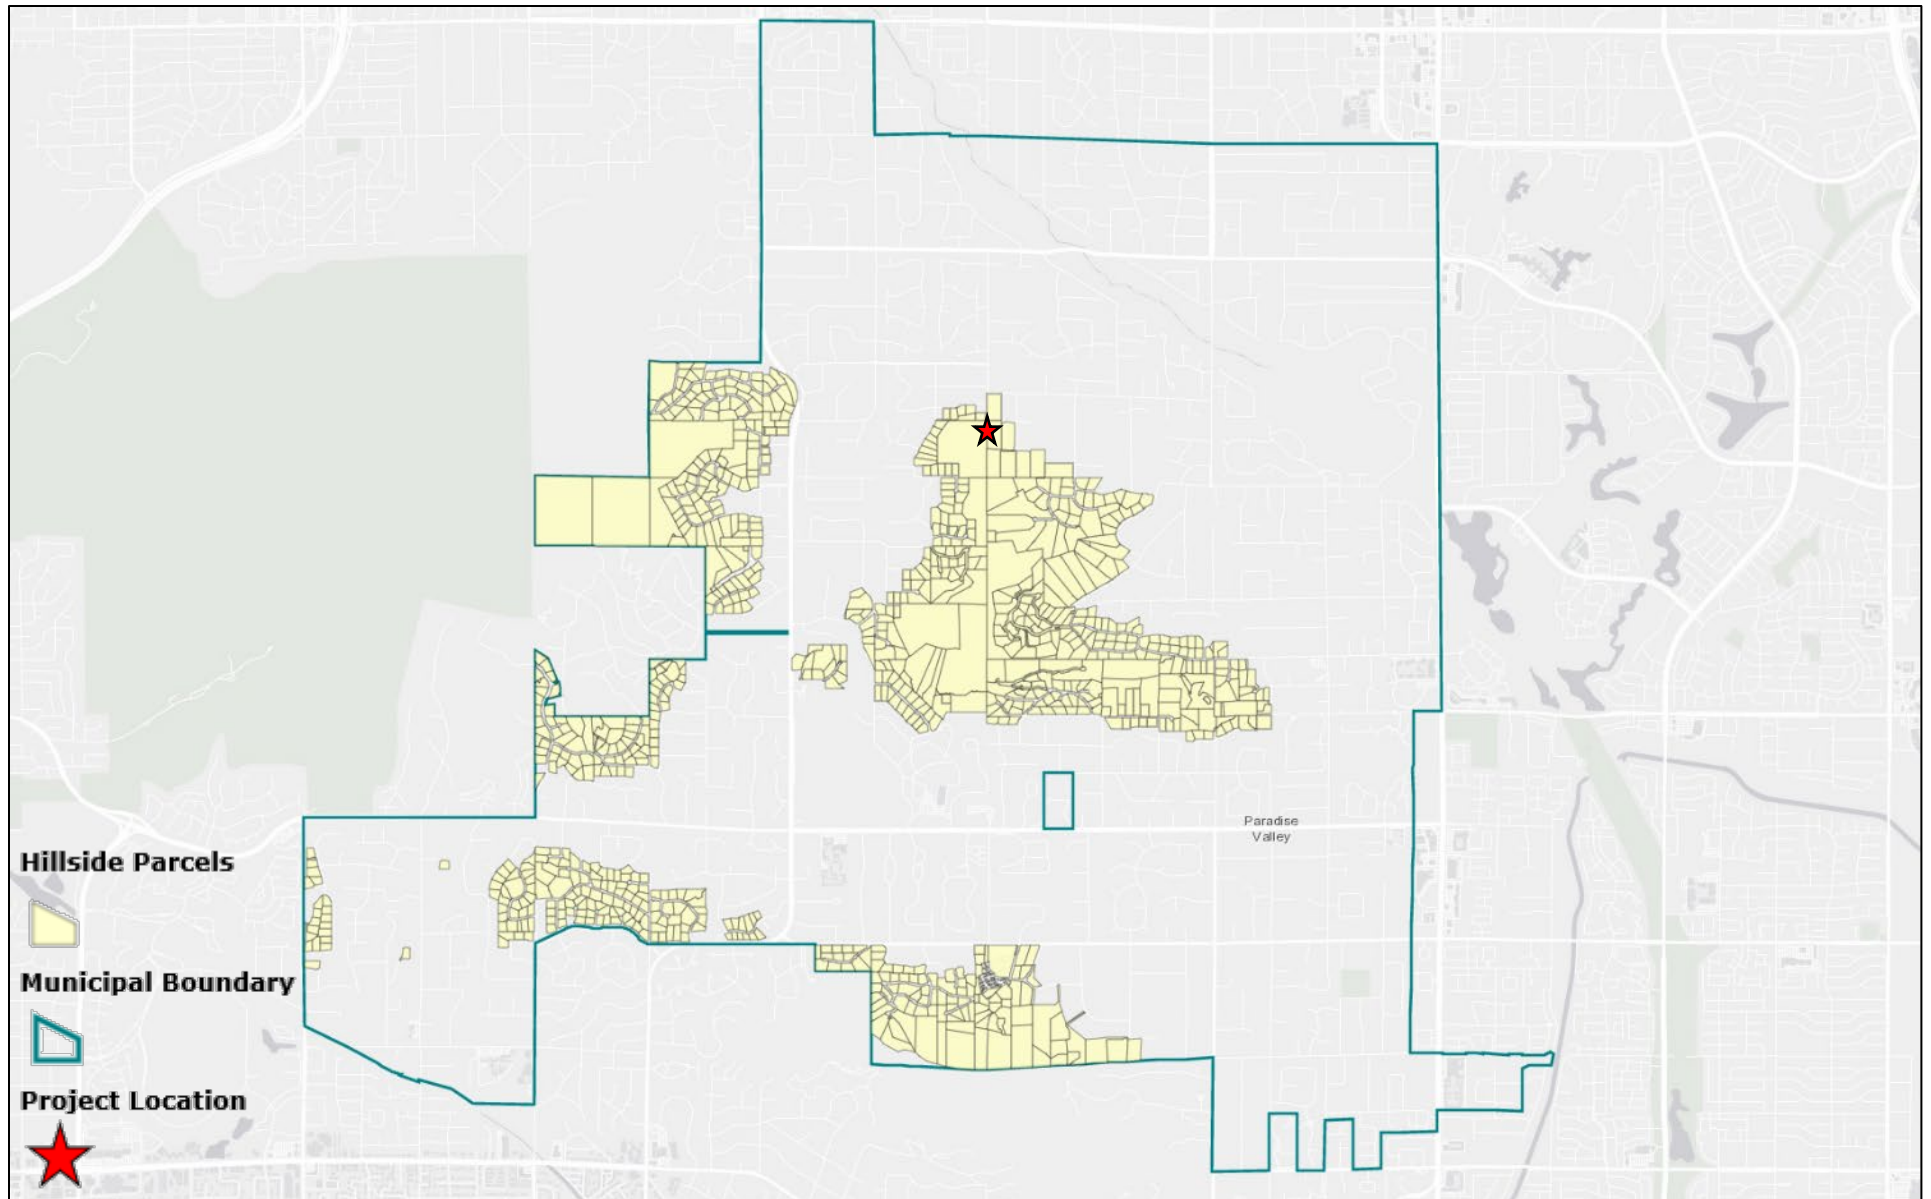 Paradise
Valley
Hillside Parcels
Municipal Boundary
Project Location